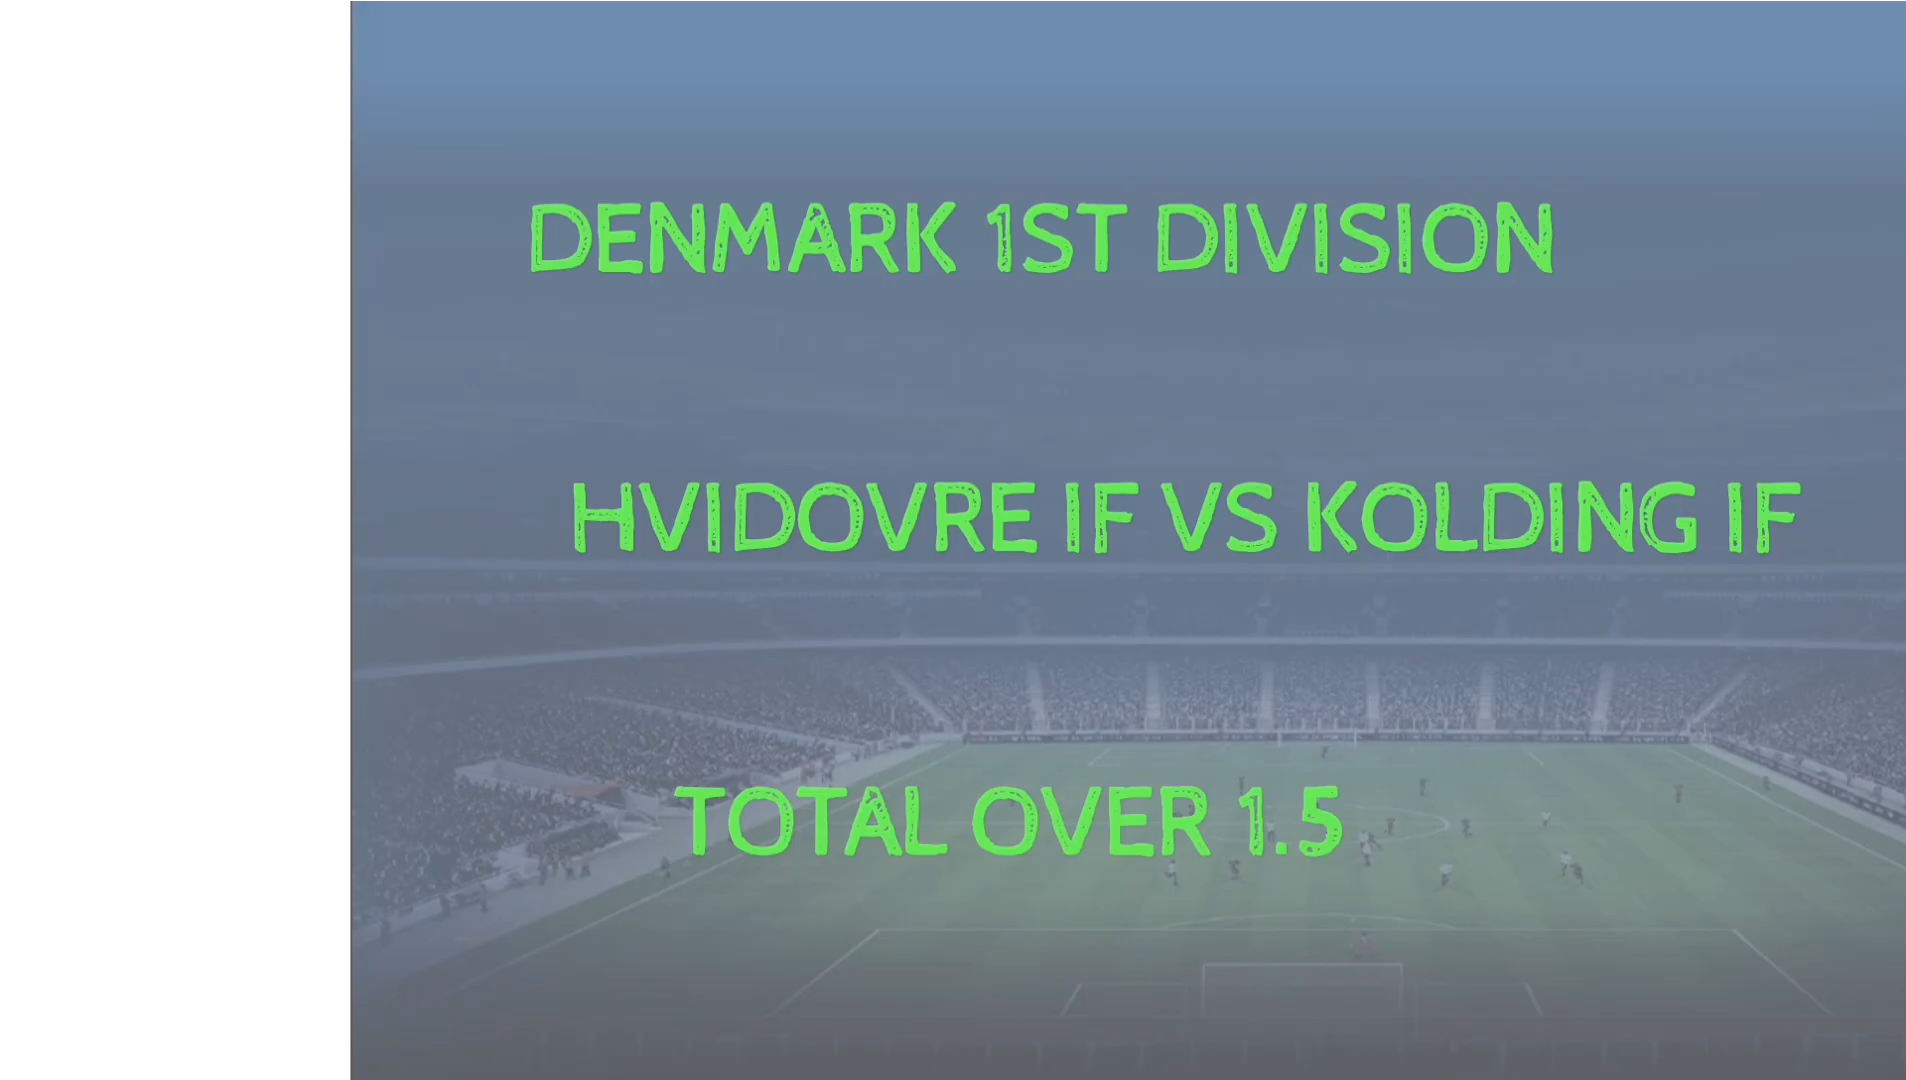 DENMARK 1ST DIVISION
HVIDOVRE IF VS KOLDING IF
TOTAL OVER 1.5